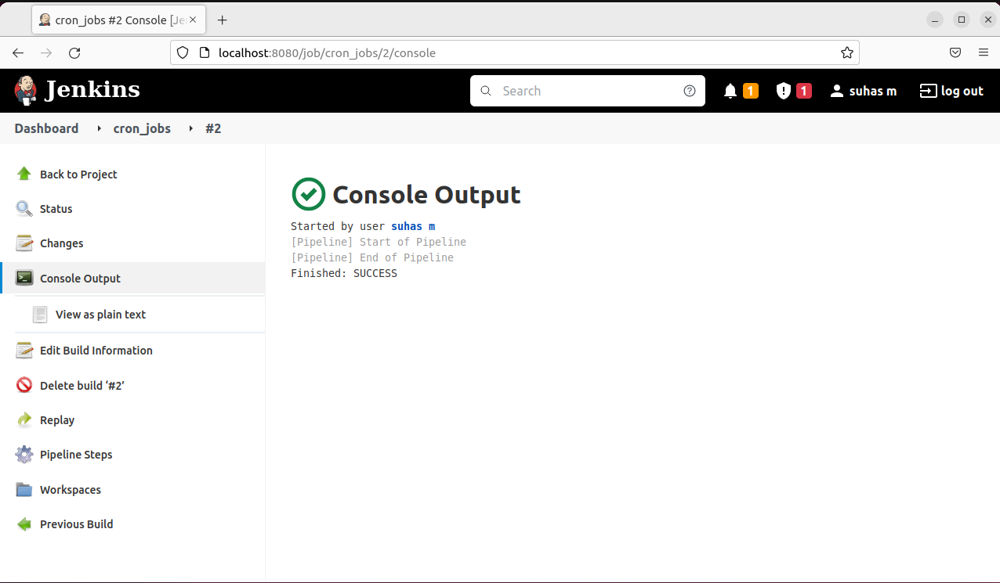 cron_jobs #2 Console [Je
localhost:8080/job/cron_jobs/2/console
Jenkins
Search
1
1
suhas m
log out
Dashboard
cron_jobs
#2
Back to Project
Status
Changes
Console Output
View as plain text
Edit Build Information
Delete build ‘#2’
Replay
Pipeline Steps
Workspaces
Previous Build
Console Output
Started by user suhas m
[Pipeline] Start of Pipeline
[Pipeline] End of Pipeline
Finished: SUCCESS